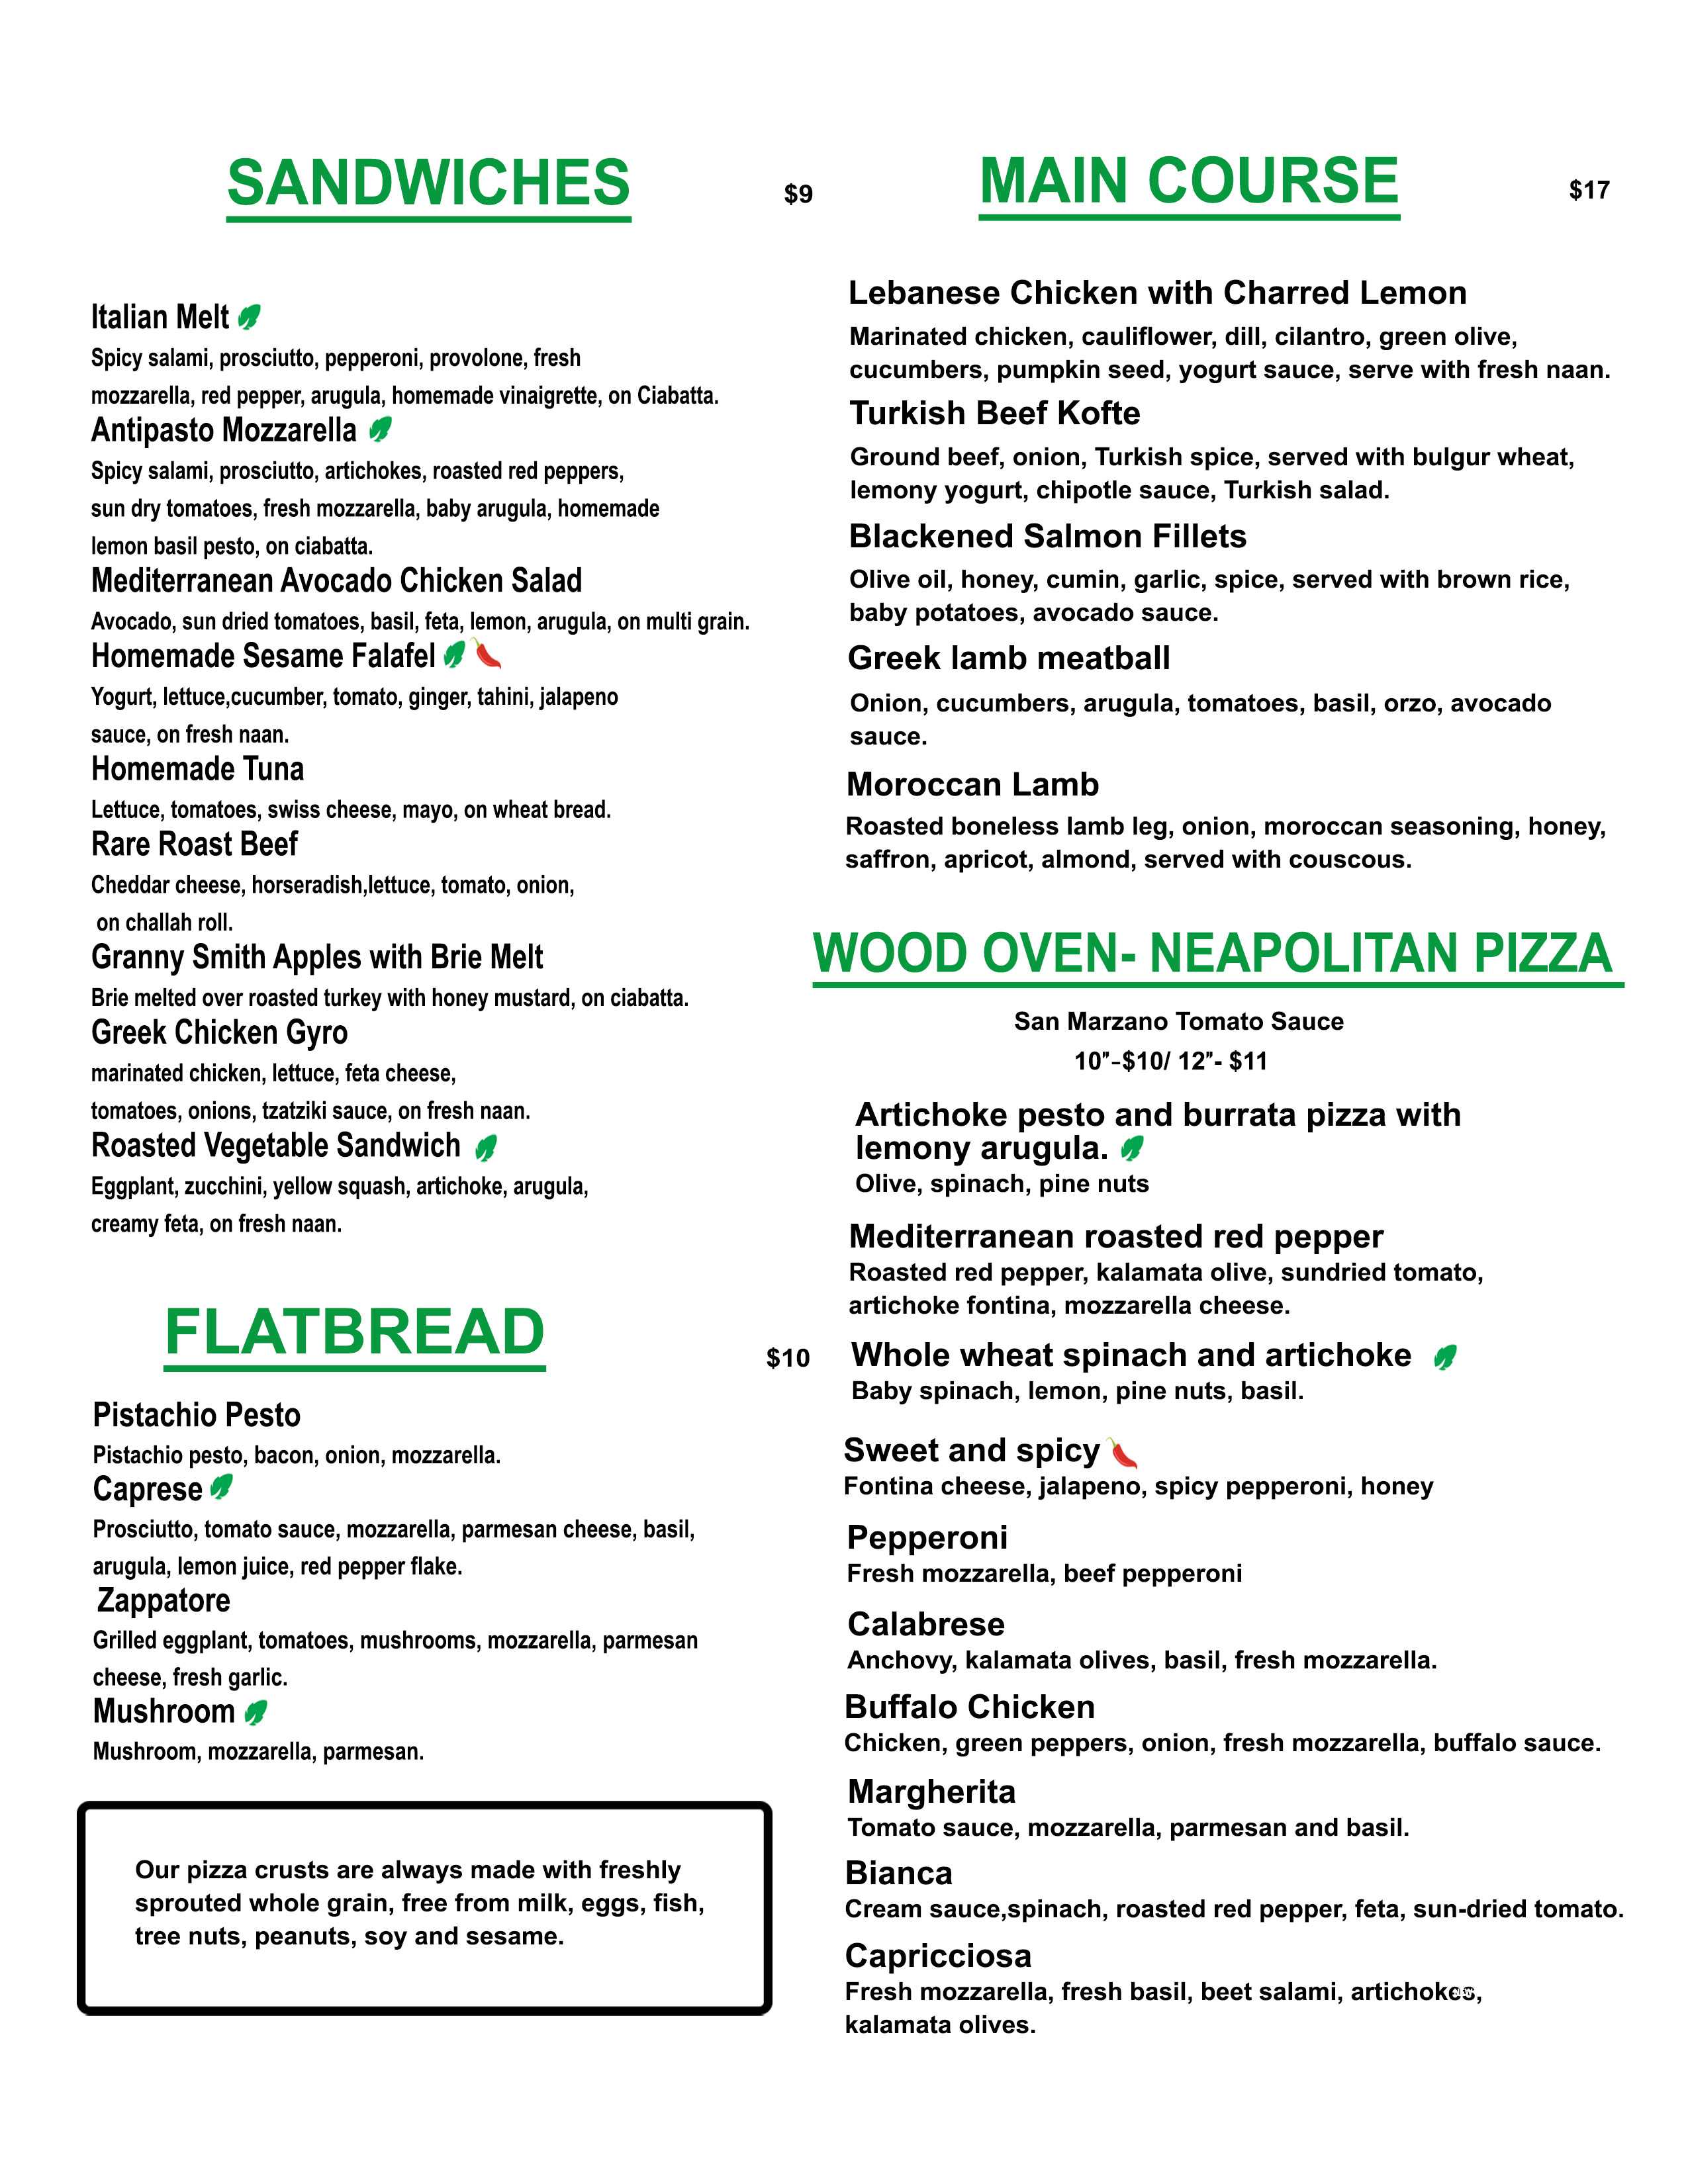 SANDWICHES
$9
Italian Melt
Spicy salami, prosciutto, pepperoni, provolone, fresh
mozzarella, red pepper, arugula, homemade vinaigrette, on Ciabatta.
Antipasto Mozzarella
Spicy salami, prosciutto, artichokes, roasted red peppers,
sun dry tomatoes, fresh mozzarella, baby arugula, homemade
lemon basil pesto, on ciabatta.
Mediterranean Avocado Chicken Salad
Avocado, sun dried tomatoes, basil, feta, lemon, arugula, on multi grain.
Homemade Sesame Falafel
Yogurt, lettuce,cucumber, tomato, ginger, tahini, jalapeno
sauce, on fresh naan.
Homemade Tuna
Lettuce, tomatoes, swiss cheese, mayo, on wheat bread.
Rare Roast Beef
Cheddar cheese, horseradish,lettuce, tomato, onion,
on challah roll.
Granny Smith Apples with Brie Melt
Brie melted over roasted turkey with honey mustard, on ciabatta.
Greek Chicken Gyro
marinated chicken, lettuce, feta cheese,
tomatoes, onions, tzatziki sauce, on fresh naan.
Roasted Vegetable Sandwich
Eggplant, zucchini, yellow squash, artichoke, arugula,
creamy feta, on fresh naan.
FLATBREAD
$10
Pistachio Pesto
Pistachio pesto, bacon, onion, mozzarella.
Caprese
Prosciutto, tomato sauce, mozzarella, parmesan cheese, basil,
arugula, lemon juice, red pepper flake.
Zappatore
Grilled eggplant, tomatoes, mushrooms, mozzarella, parmesan
cheese, fresh garlic.
Mushroom
Mushroom, mozzarella, parmesan.
Our pizza crusts are always made with freshly
sprouted whole grain, free from milk, eggs, fish,
tree nuts, peanuts, soy and sesame.
MAIN COURSE
$17
Lebanese Chicken with Charred Lemon
Marinated chicken, cauliflower, dill, cilantro, green olive,
cucumbers, pumpkin seed, yogurt sauce, serve with fresh naan.
Turkish Beef Kofte
Ground beef, onion, Turkish spice, served with bulgur wheat,
lemony yogurt, chipotle sauce, Turkish salad.
Blackened Salmon Fillets
Olive oil, honey, cumin, garlic, spice, served with brown rice,
baby potatoes, avocado sauce.
Greek lamb meatball
Onion, cucumbers, arugula, tomatoes, basil, orzo, avocado
sauce.
Moroccan Lamb
Roasted boneless lamb leg, onion, moroccan seasoning, honey,
saffron, apricot, almond, served with couscous.
WOOD OVEN- NEAPOLITAN PIZZA
San Marzano Tomato Sauce
10”-$10/ 12”- $11
Artichoke pesto and burrata pizza with
lemony arugula.
Olive, spinach, pine nuts
Mediterranean roasted red pepper
Roasted red pepper, kalamata olive, sundried tomato,
artichoke fontina, mozzarella cheese.
Whole wheat spinach and artichoke
Baby spinach, lemon, pine nuts, basil.
Sweet and spicy
Fontina cheese, jalapeno, spicy pepperoni, honey
Pepperoni
Fresh mozzarella, beef pepperoni
Calabrese
Anchovy, kalamata olives, basil, fresh mozzarella.
Buffalo Chicken
Chicken, green peppers, onion, fresh mozzarella, buffalo sauce.
Margherita
Tomato sauce, mozzarella, parmesan and basil.
Bianca
Cream sauce,spinach, roasted red pepper, feta, sun-dried tomato.
Capricciosa
Fresh mozzarella, fresh basil, beet salami, artichokes,
kalamata olives.